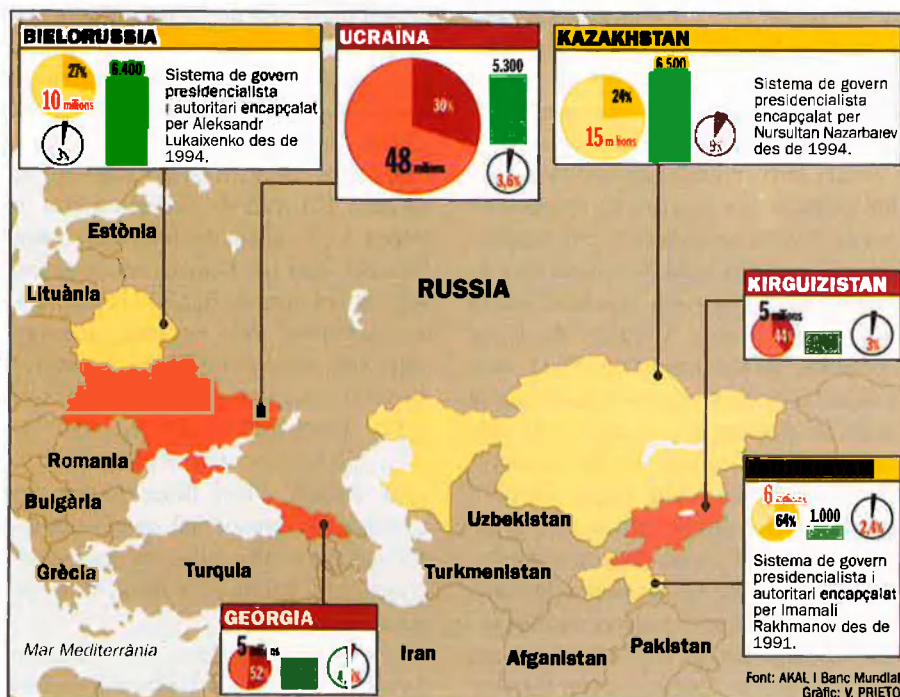 BIELORUSSIA
27%
10 milions
6.400
3%
Sistema de govern
presidencialista
i autoritari encapçalat
per Aleksandr
Lukaixenko des de
1994.
UCRAÏNA
30%
48 milions
5.300
3,6%
KAZAKHSTAN
24%
15 milions
6.500
Sistema de govern
presidencialista
encapçalat per
Nursultan Nazarbaiev
des de 1994.
Estònia
Lituània
RUSSIA
KIRGUIZISTAN
5 milions
44%
3%
Romania
Bulgària
Grècia
Turquia
Uzbekistan
Turkmenistan
6
64%
1.000
2,4%
Sistema de govern
presidencialista i
autoritari encapçalat
per Imamali
Rakhmanov des de
1991.
GEÒRGIA
5
52
Mar Mediterrània
Iran
Afganistan
Pakistan
Font: AKAL I Banc Mundial
Gràfic: V. PRIETO